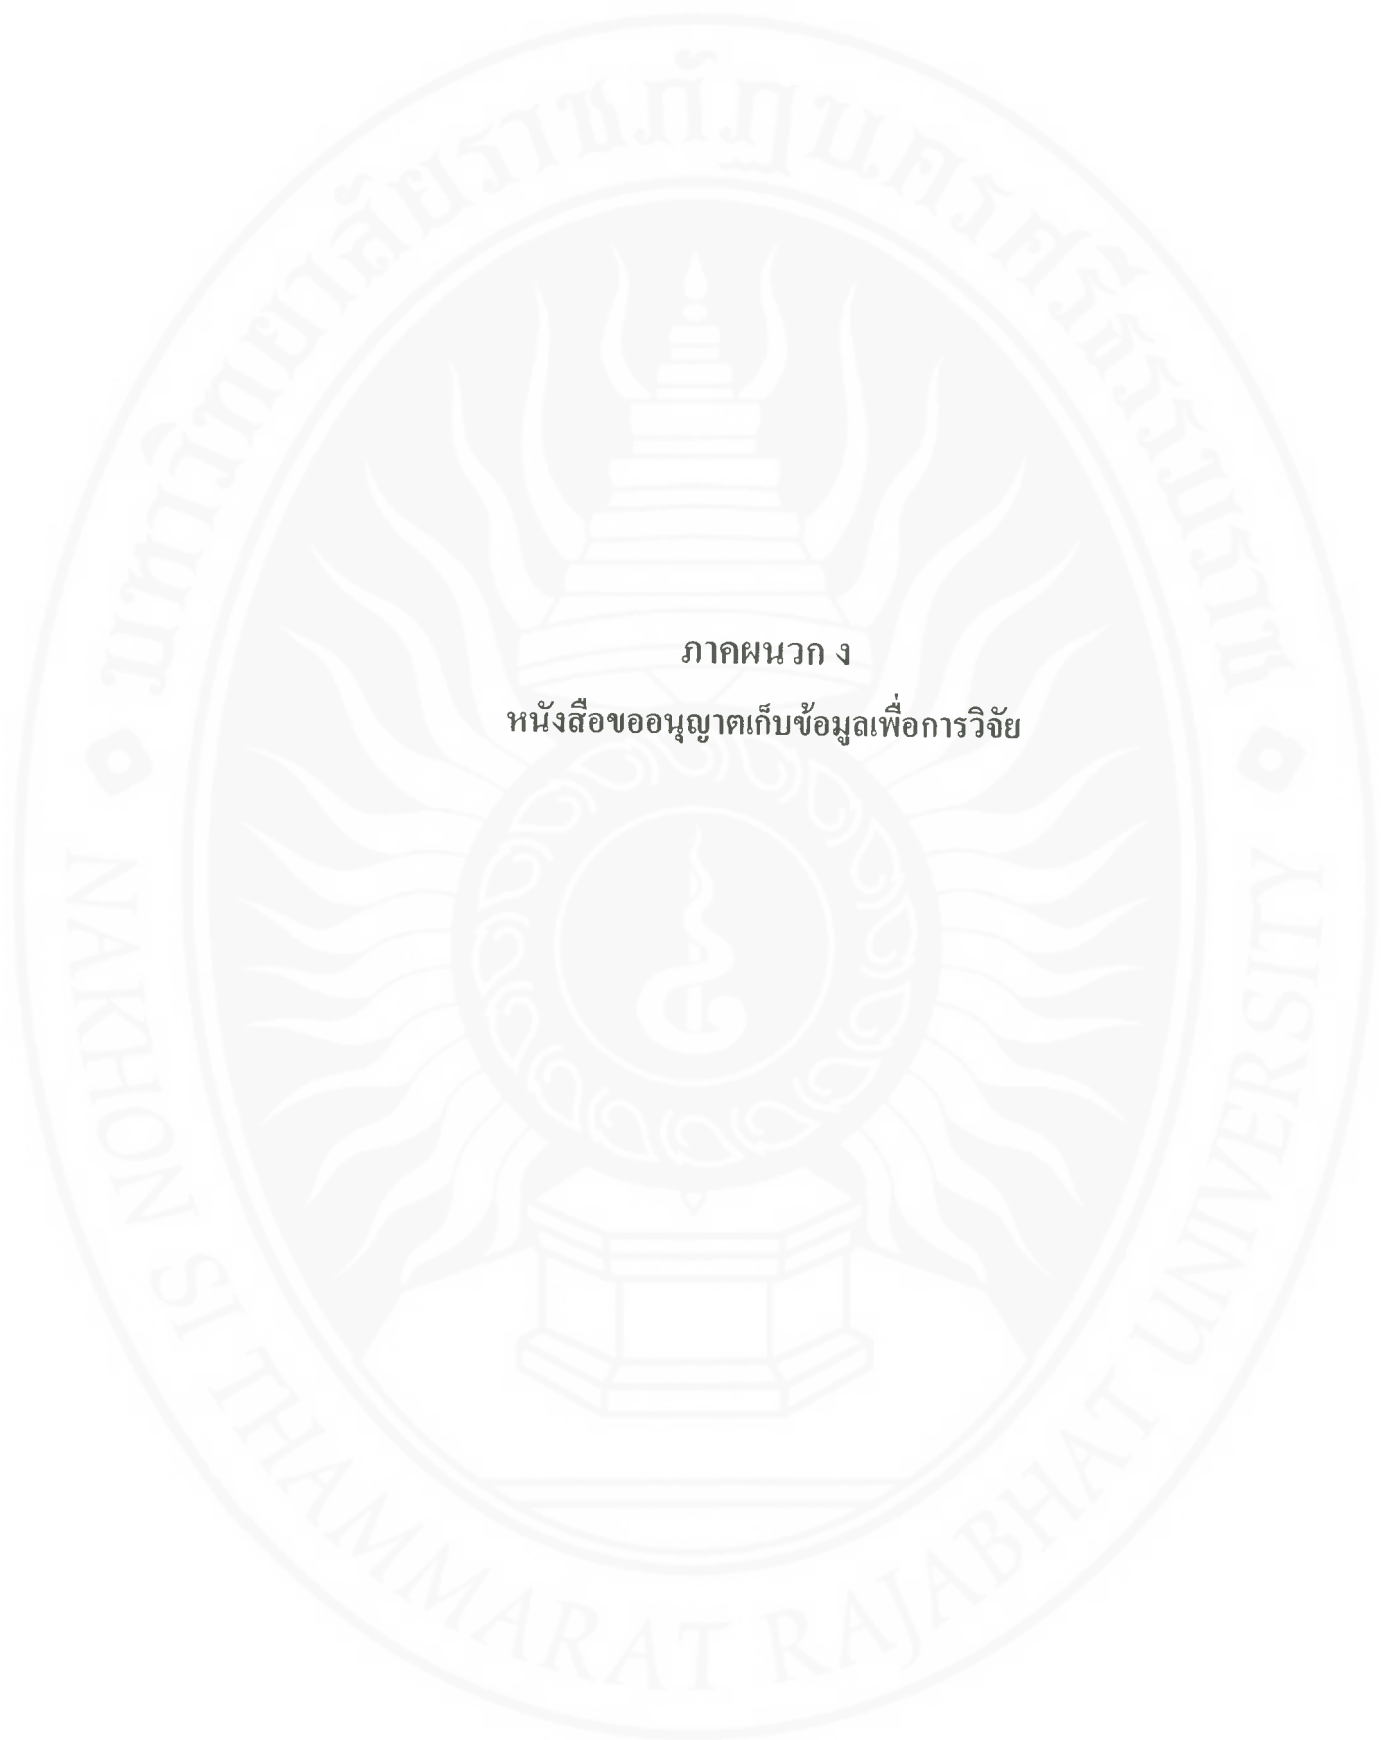 มหาวิทยาลัยราชภัฏนครศรีธรรมราช
ภาคผนวก ง
หนังสือขออนุญาตเก็บข้อมูลเพื่อการวิจัย
NAKHON SI THAMMARAT RAJABHAT UNIVERSITY